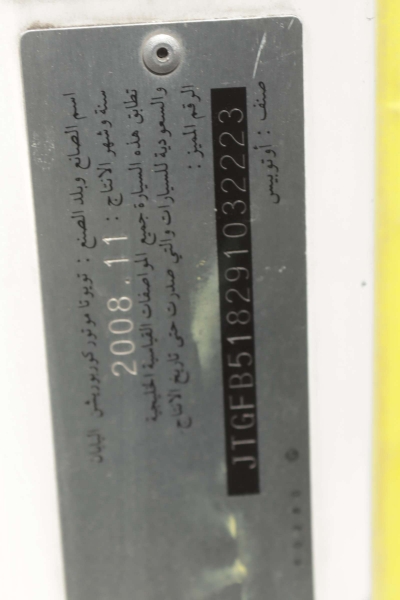 اسم الصانع وبلد الصنع : تويوتا موتور كوربوريشن اليابان
سنة وشهر الانتاج : 2008.11
تطابق هذه السيارة جميع المواصفات القياسية الخليجية
والسعودية للسيارات والتي صدرت حتى تاريخ الانتاج
الرقم المميز :
JTGFB518291032223
صنف : أوتوبيس